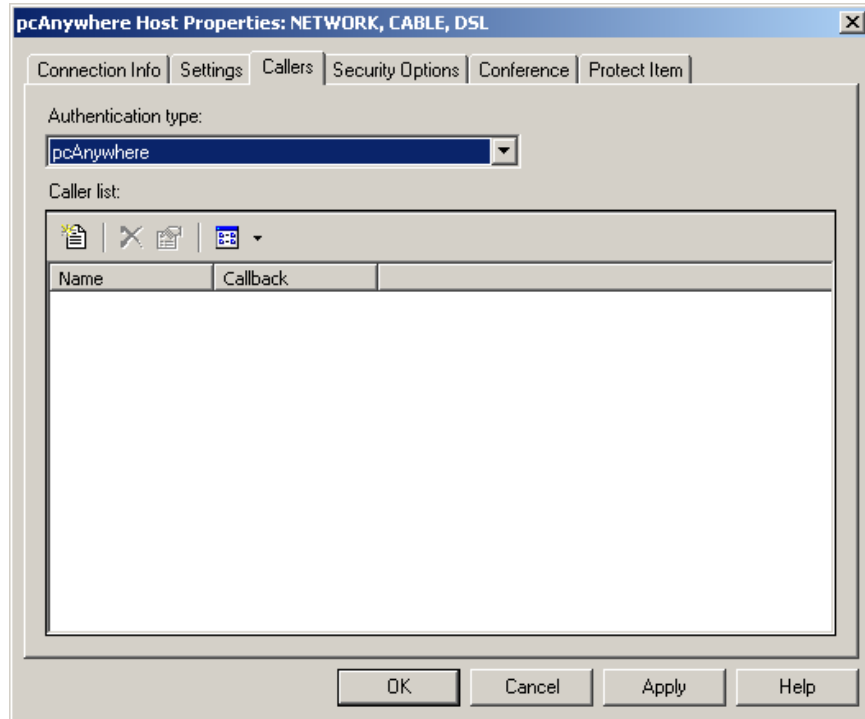 pcAnywhere Host Properties: NETWORK, CABLE, DSL
Connection Info Settings Callers Security Options Conference Protect Item
Authentication type:
pcAnywhere
Caller list:
Name Callback
OK Cancel Apply Help